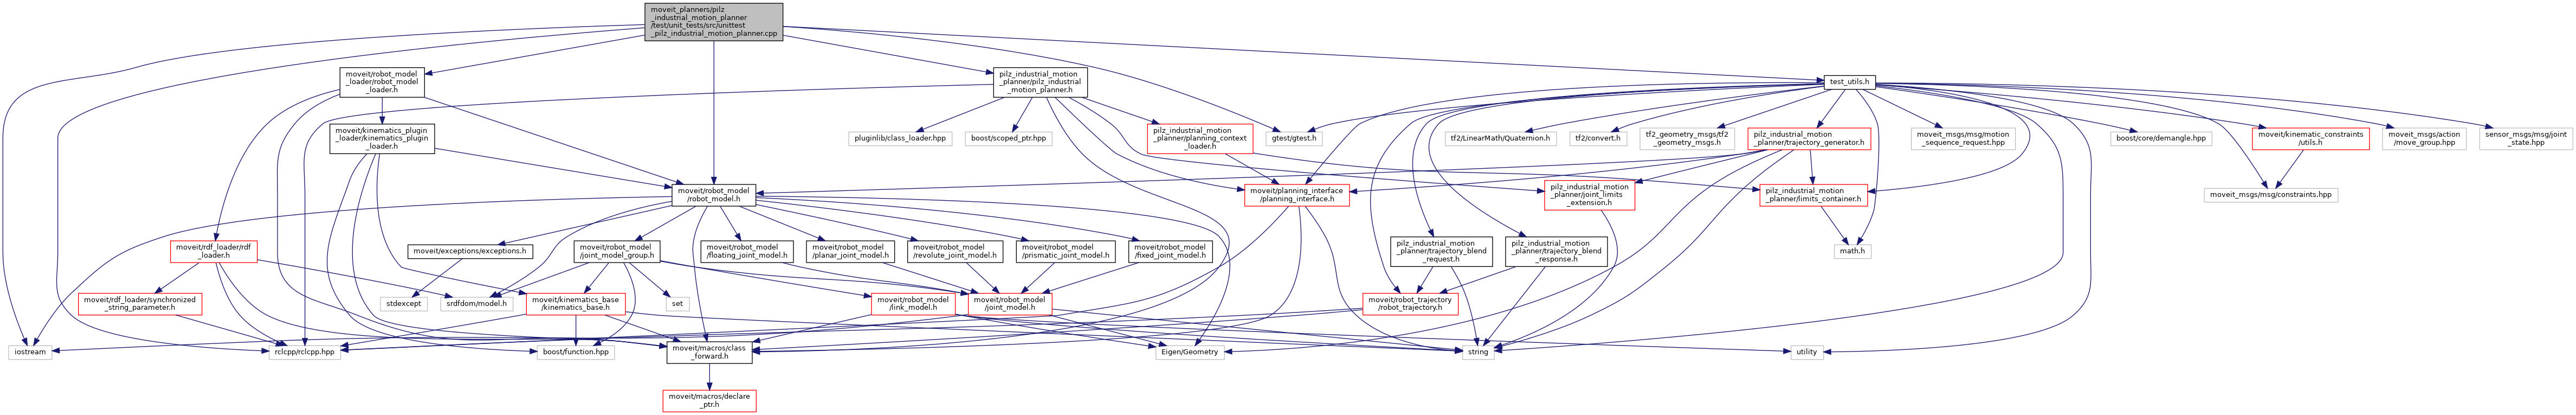 moveit_planners/pilz
_industrial_motion_planner
/test/unit_tests/src/unittest
_pilz_industrial_motion_planner.cpp
moveit/robot_model
_loader/robot_model
_loader.h
pilz_industrial_motion
_planner/pilz_industrial
_motion_planner.h
test_utils.h
moveit/kinematics_plugin
_loader/kinematics_plugin
_loader.h
pluginlib/class_loader.hpp
boost/scoped_ptr.hpp
pilz_industrial_motion
_planner/planning_context
_loader.h
gtest/gtest.h
tf2/LinearMath/Quaternion.h
tf2/convert.h
tf2_geometry_msgs/tf2
_geometry_msgs.h
pilz_industrial_motion
_planner/trajectory_generator.h
moveit_msgs/msg/motion
_sequence_request.hpp
boost/core/demangle.hpp
moveit/kinematic_constraints
/utils.h
moveit_msgs/action
/move_group.hpp
sensor_msgs/msg/joint
_state.hpp
moveit/robot_model
/robot_model.h
moveit/planning_interface
/planning_interface.h
pilz_industrial_motion
_planner/joint_limits
_extension.h
pilz_industrial_motion
_planner/limits_container.h
moveit_msgs/msg/constraints.hpp
moveit/rdf_loader/rdf
_loader.h
moveit/exceptions/exceptions.h
moveit/robot_model
/joint_model_group.h
moveit/robot_model
/floating_joint_model.h
moveit/robot_model
/planar_joint_model.h
moveit/robot_model
/revolute_joint_model.h
moveit/robot_model
/prismatic_joint_model.h
moveit/robot_model
/fixed_joint_model.h
pilz_industrial_motion
_planner/trajectory_blend
_request.h
pilz_industrial_motion
_planner/trajectory_blend
_response.h
math.h
moveit/rdf_loader/synchronized
_string_parameter.h
stdexcept
srdfdom/model.h
moveit/kinematics_base
/kinematics_base.h
set
moveit/robot_model
/link_model.h
moveit/robot_model
/joint_model.h
moveit/robot_trajectory
/robot_trajectory.h
iostream
rclcpp/rclcpp.hpp
boost/function.hpp
moveit/macros/class
_forward.h
Eigen/Geometry
string
utility
moveit/macros/declare
_ptr.h